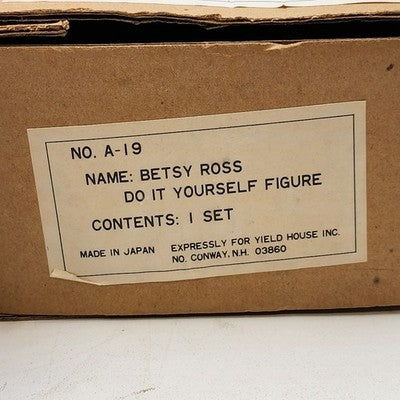 NO. A-19
NAME: BETSY ROSS
DO IT YOURSELF FIGURE
CONTENTS: 1 SET
MADE IN JAPAN EXPRESSLY FOR YIELD HOUSE INC.
NO. CONWAY, N.H. 03860